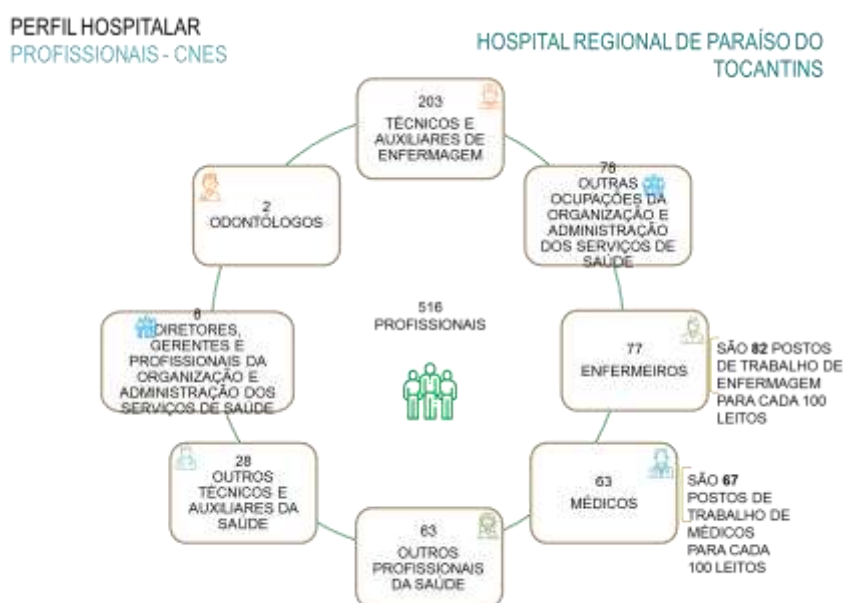 PERFIL HOSPITALAR
PROFISSIONAIS - CNES
HOSPITAL REGIONAL DE PARAÍSO DO
TOCANTINS
203
TÉCNICOS E
AUXILIARES DE
ENFERMAGEM
78
OUTRAS
OCUPAÇÕES DA
ORGANIZAÇÃO E
ADMINISTRAÇÃO
DOS SERVIÇOS DE
SAÚDE
77
ENFERMEIROS
SÃO 82 POSTOS
DE TRABALHO DE
ENFERMAGEM
PARA CADA 100
LEITOS
63
MÉDICOS
SÃO 67
POSTOS DE
TRABALHO DE
MÉDICOS
PARA CADA
100 LEITOS
63
OUTROS
PROFISSIONAIS
DA SAÚDE
28
OUTROS
TÉCNICOS E
AUXILIARES DA
SAÚDE
DIRETORES,
GERENTES E
PROFISSIONAIS DA
ORGANIZAÇÃO E
ADMINISTRAÇÃO DOS
SERVIÇOS DE SAÚDE
2
ODONTÓLOGOS
516
PROFISSIONAIS